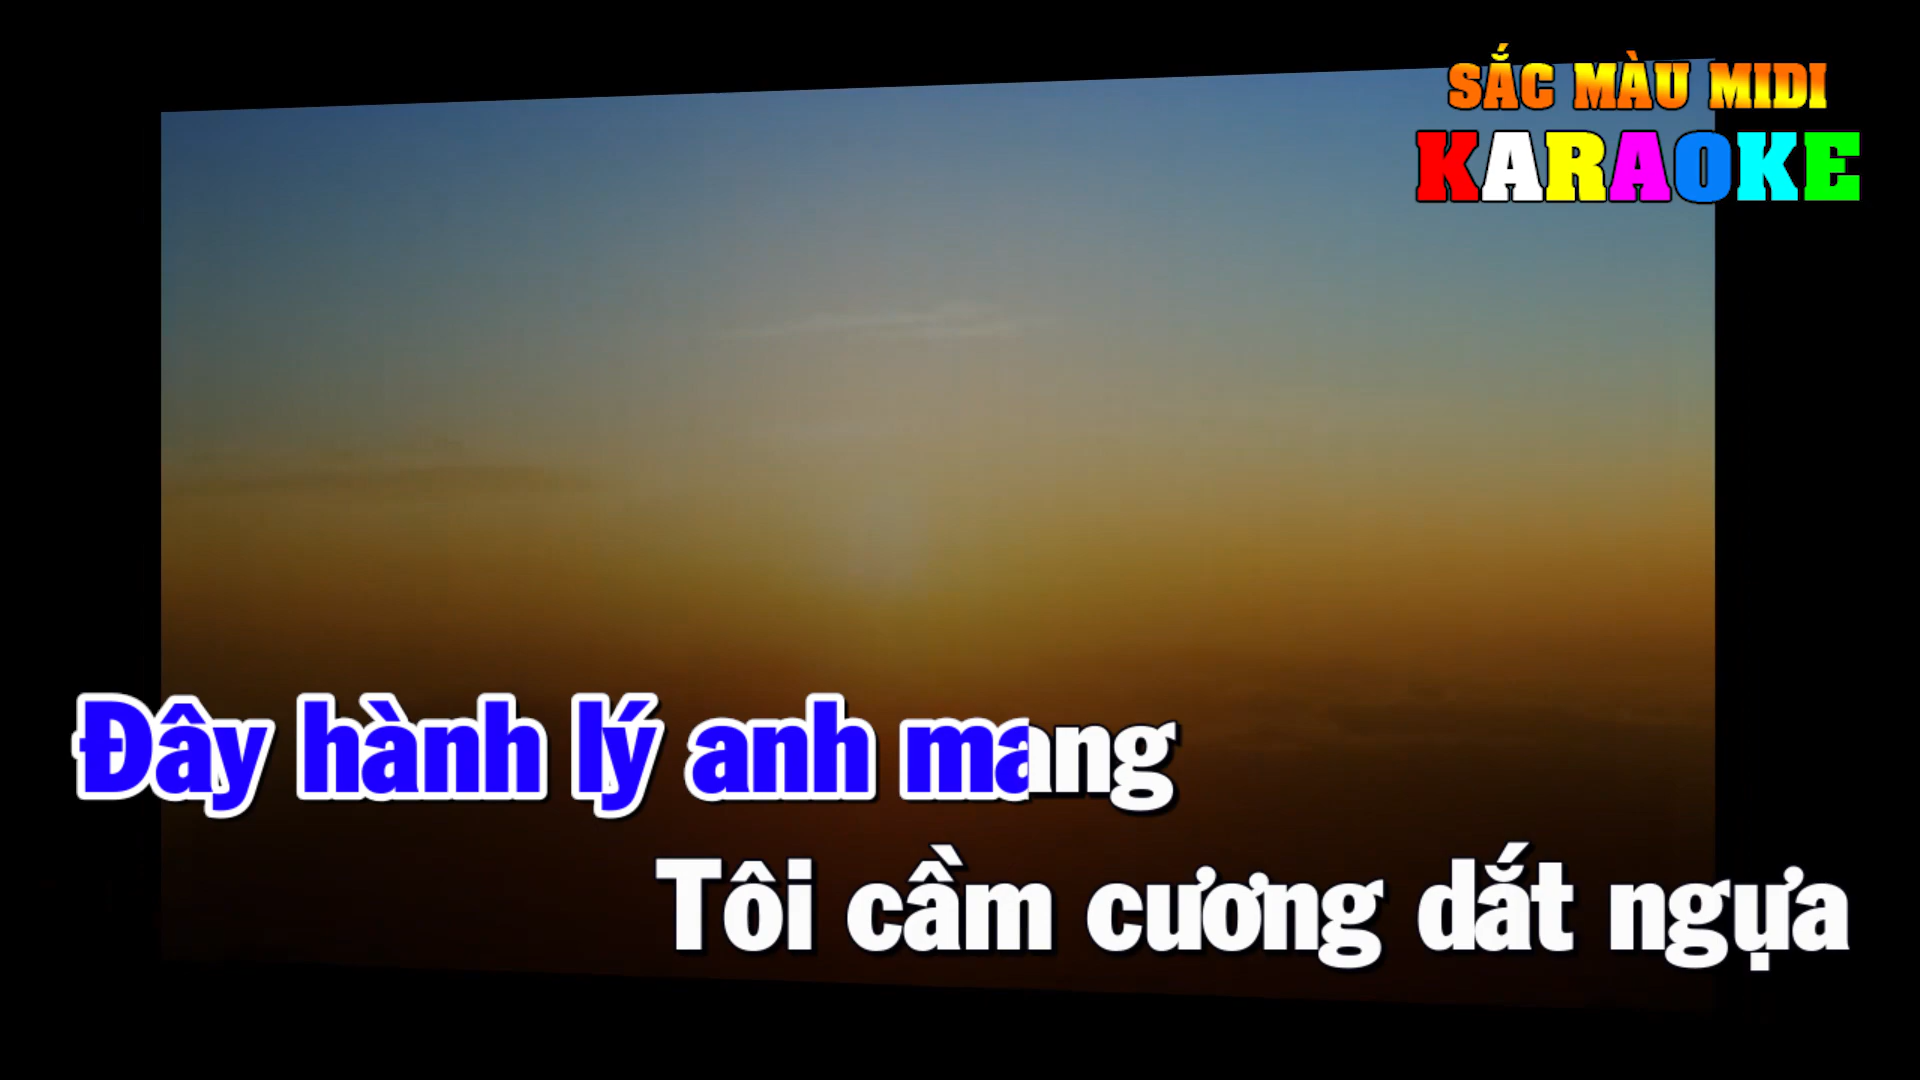 SẮC MÀU MIDI
KARAOKE
Đây hành lý anh mang
Tôi cầm cương dắt ngựa